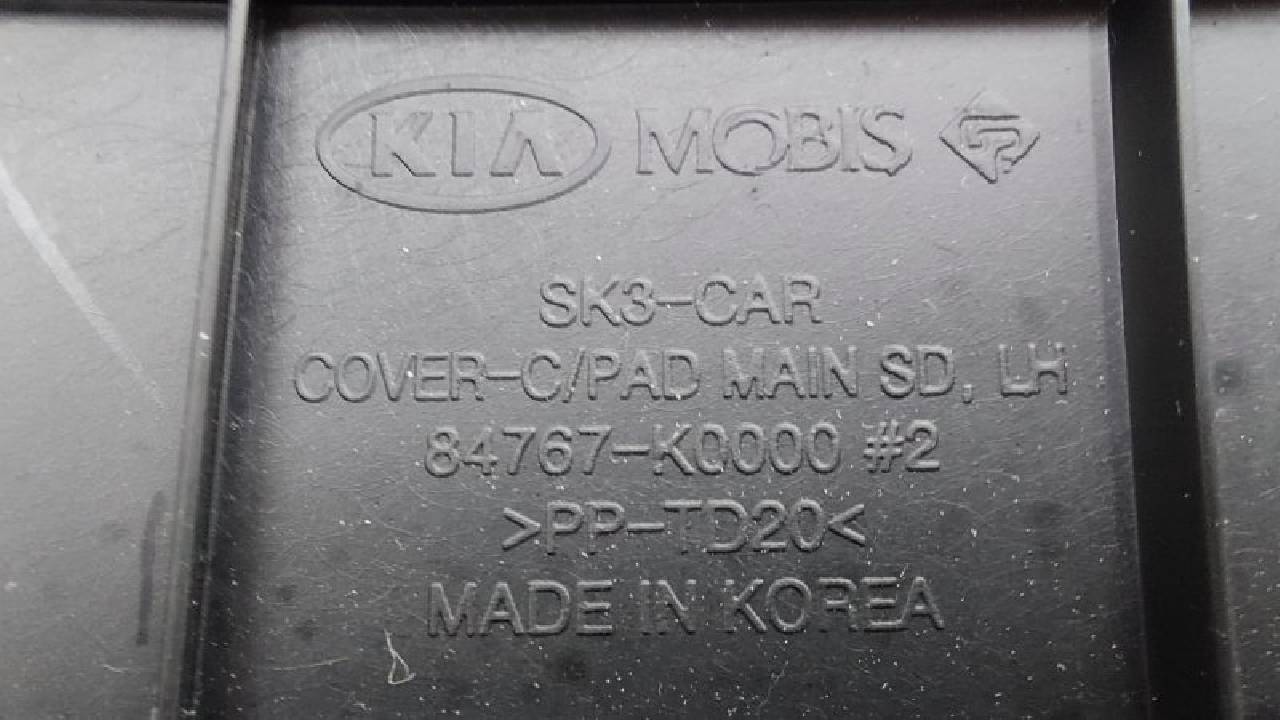 KIA MOBIS
SK3-CAR
COVER-C/PAD MAIN SD, LH
84767-K0000 #2
>PP-TD20<
MADE IN KOREA